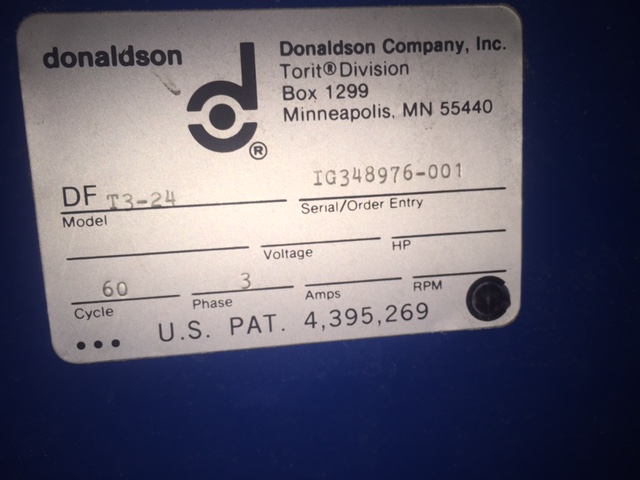 donaldson
Donaldson Company, Inc.
Torit® Division
Box 1299
Minneapolis, MN 55440
®
DF T3-24
Model
IG348976-001
Serial/Order Entry
Voltage
HP
60
Cycle
3
Phase
Amps
RPM
U.S. PAT. 4,395,269